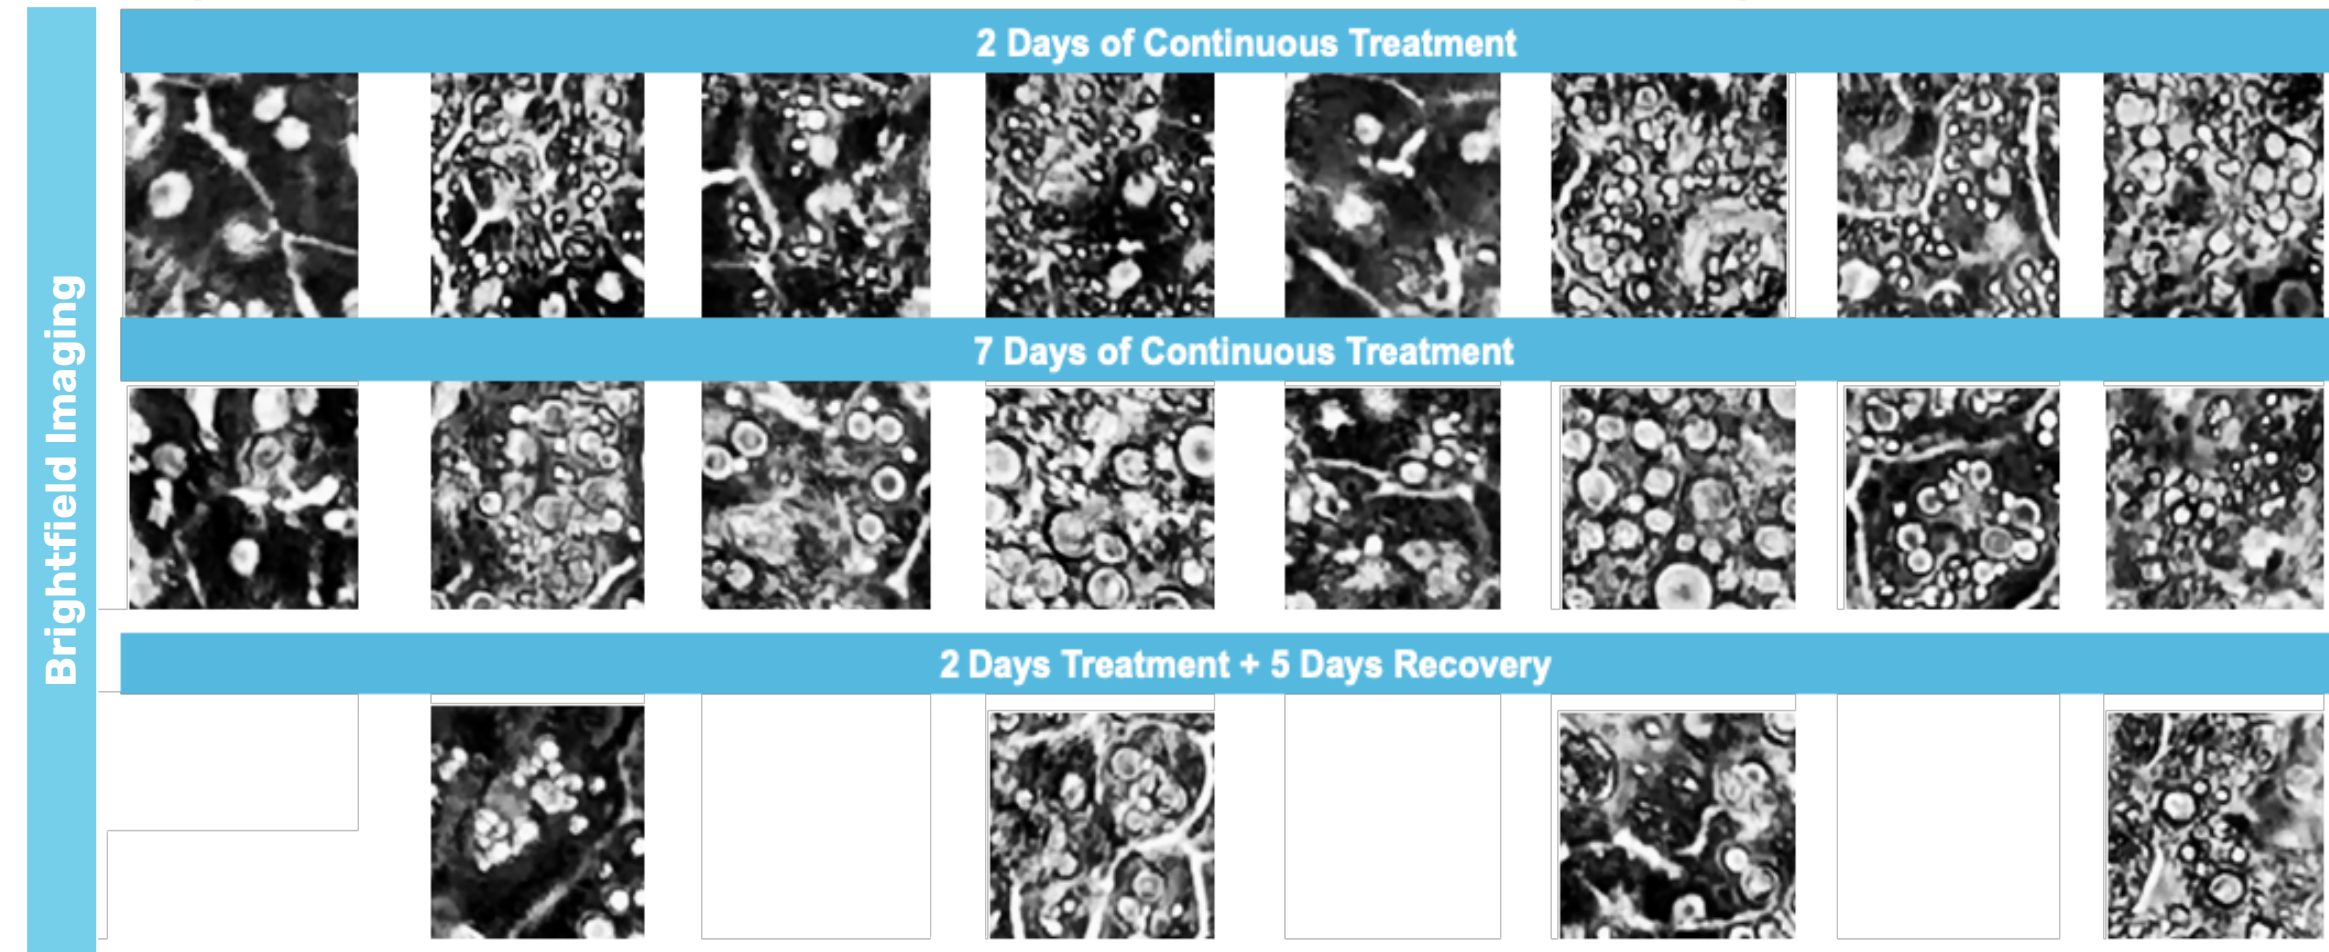 2 Days of Continuous Treatment
7 Days of Continuous Treatment
Brightfield Imaging
2 Days Treatment + 5 Days Recovery